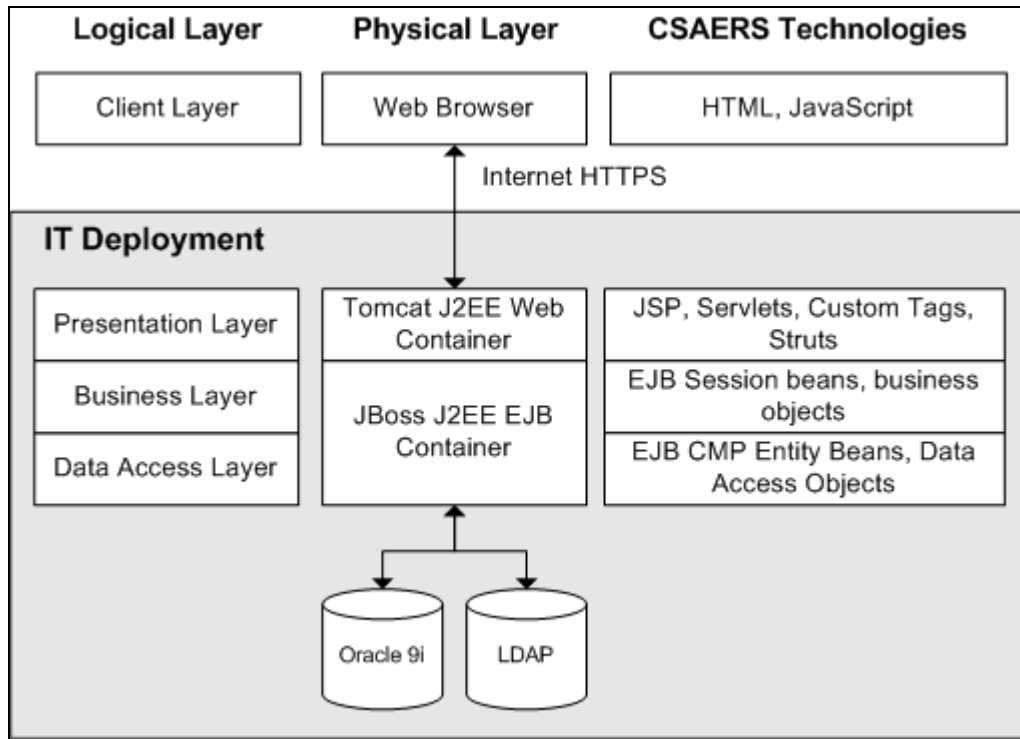 Logical Layer
Physical Layer
CSAERS Technologies
Client Layer
Web Browser
HTML, JavaScript
Internet HTTPS
IT Deployment
Presentation Layer
Tomcat J2EE Web
Container
JSP, Servlets, Custom Tags,
Struts
Business Layer
JBoss J2EE EJB
Container
EJB Session beans, business
objects
Data Access Layer
EJB CMP Entity Beans, Data
Access Objects
Oracle 9i
LDAP